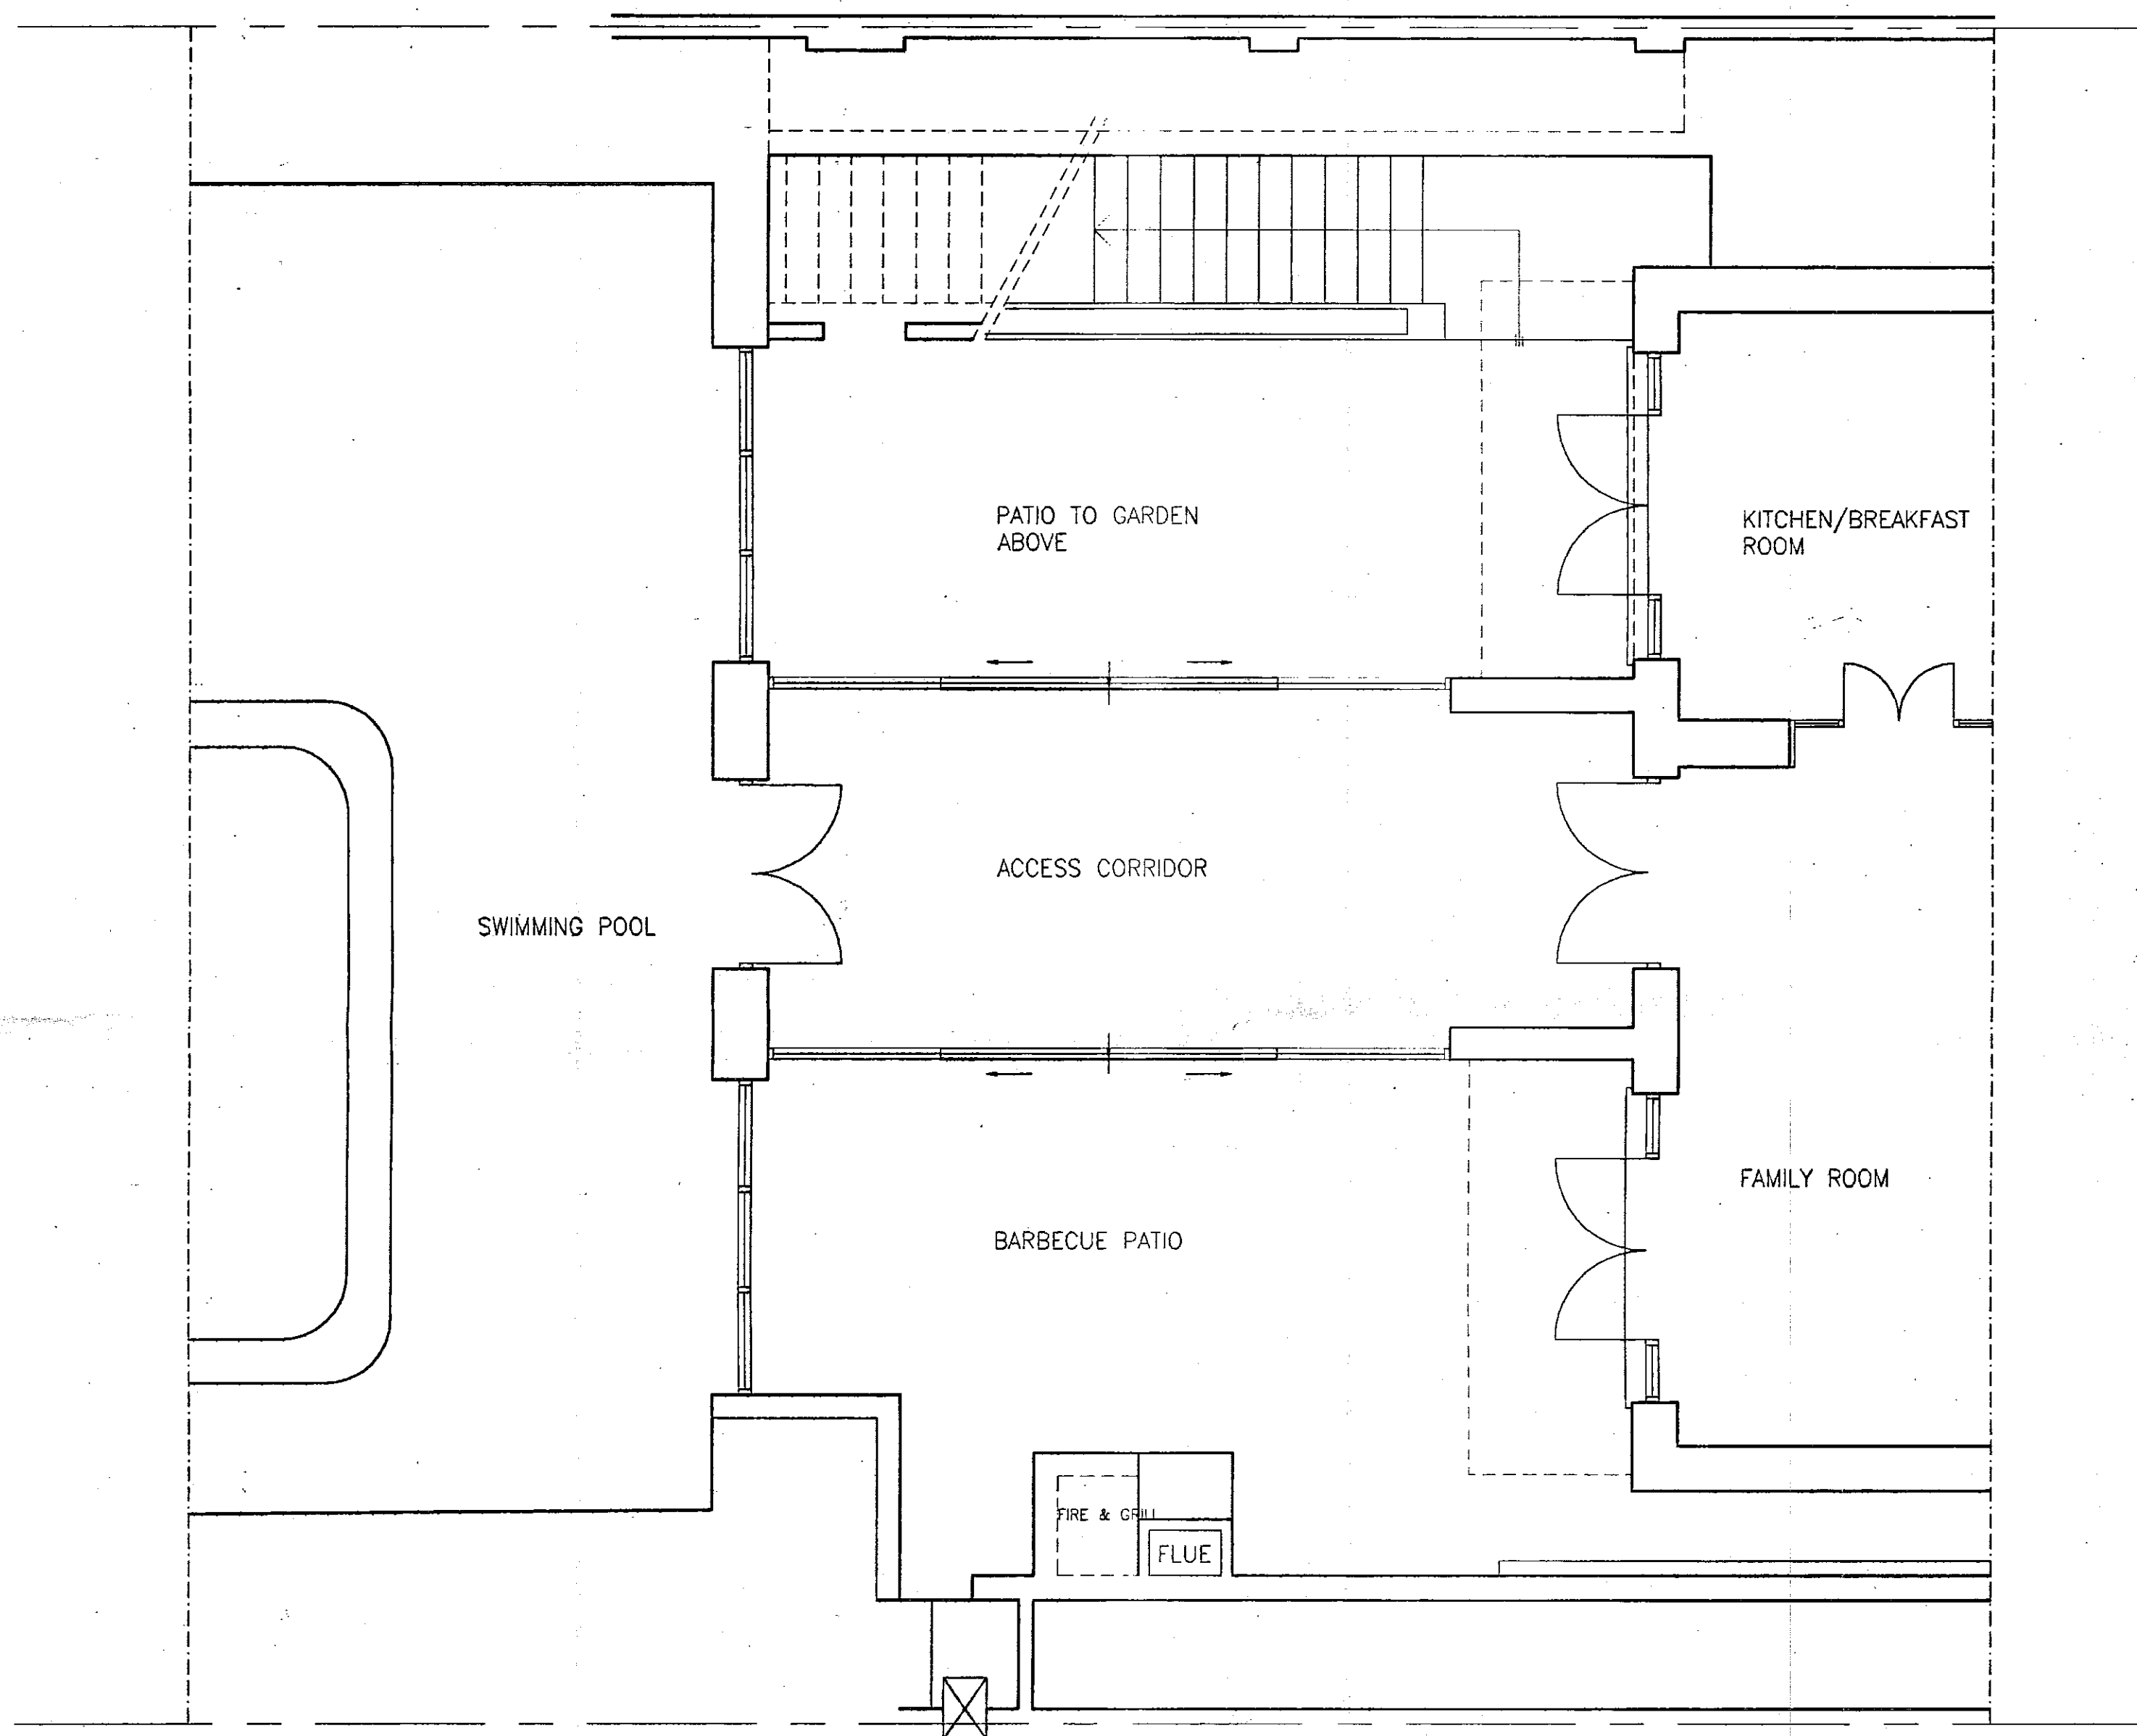 PATIO TO GARDEN
ABOVE
KITCHEN/BREAKFAST
ROOM
ACCESS CORRIDOR
SWIMMING POOL
FAMILY ROOM
BARBECUE PATIO
FIRE & GRILL
FLUE